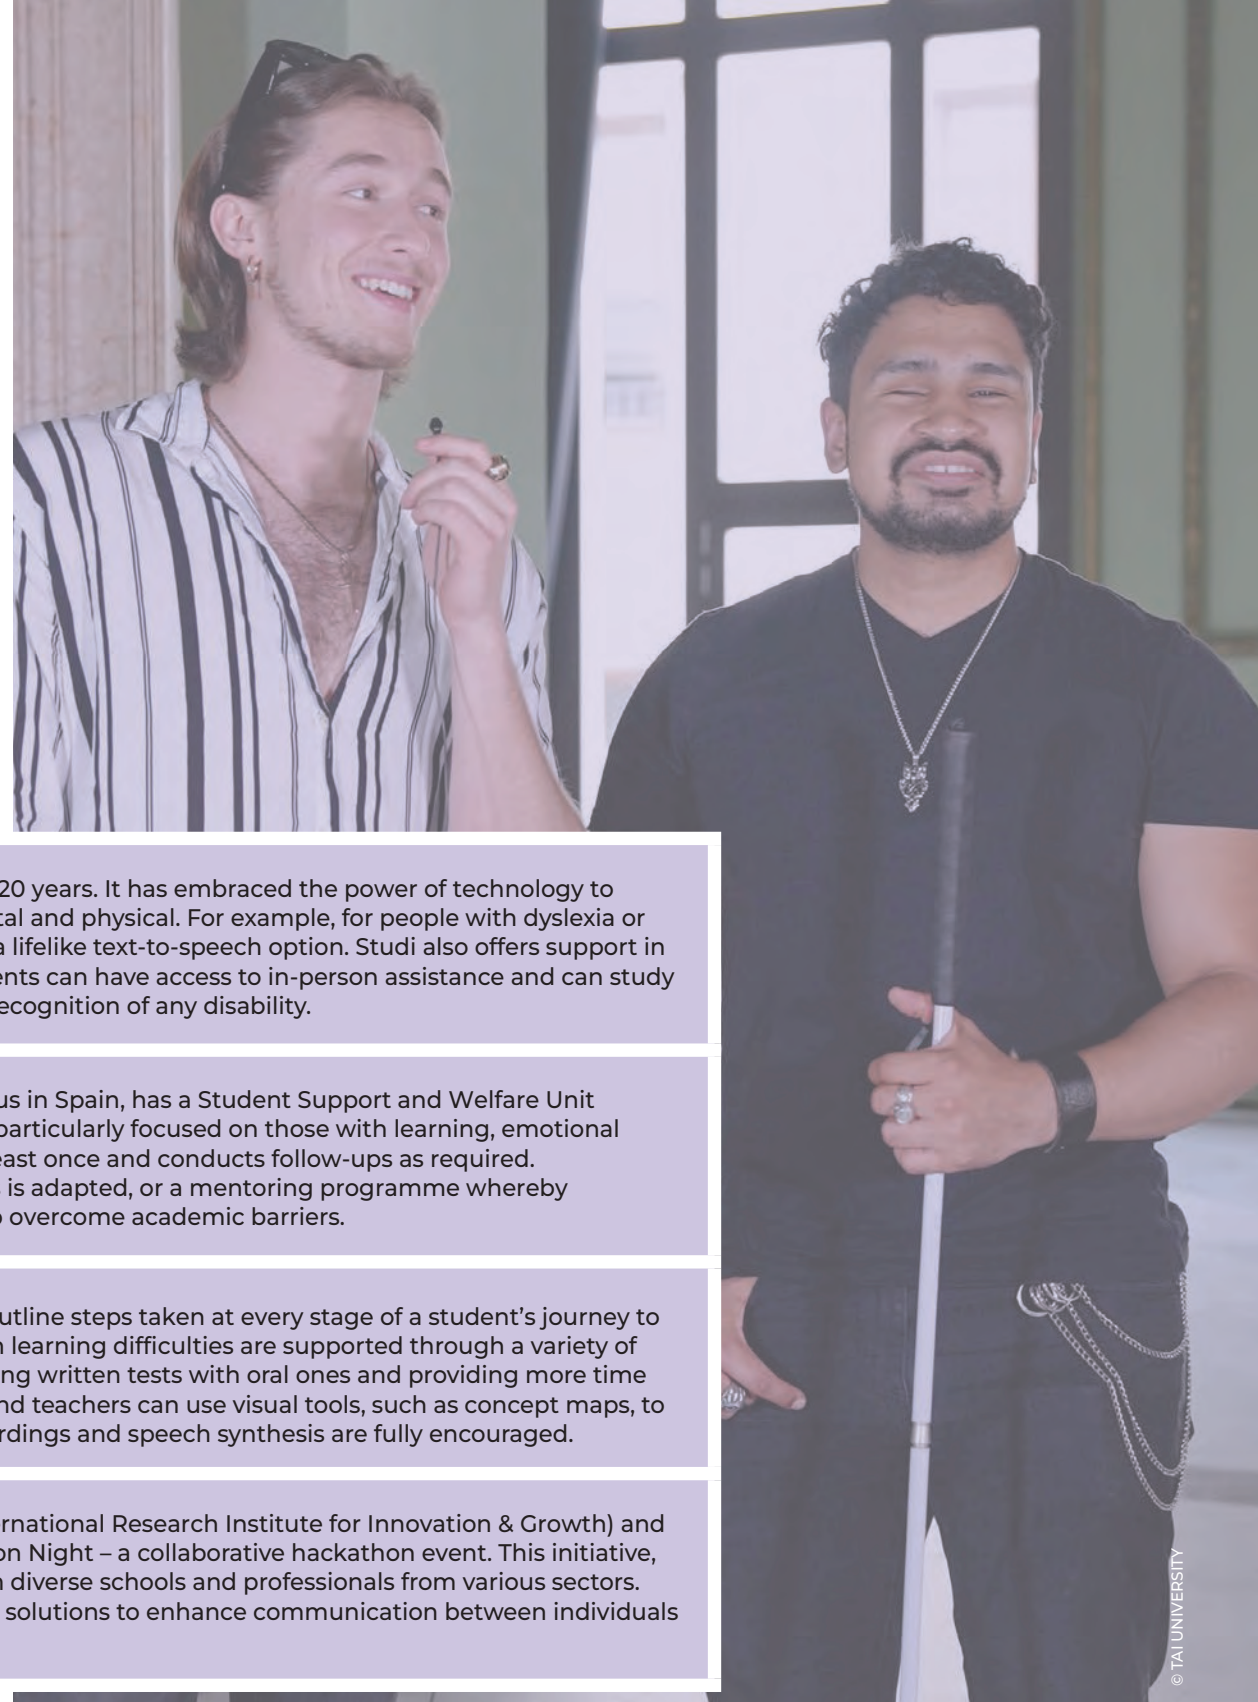 20 years. It has embraced the power of technology to
tal and physical. For example, for people with dyslexia or
a lifelike text-to-speech option. Studi also offers support in
ents can have access to in-person assistance and can study
ecognition of any disability.
us in Spain, has a Student Support and Welfare Unit
particularly focused on those with learning, emotional
east once and conducts follow-ups as required.
is adapted, or a mentoring programme whereby
o overcome academic barriers.
utline steps taken at every stage of a student’s journey to
n learning difficulties are supported through a variety of
ng written tests with oral ones and providing more time
nd teachers can use visual tools, such as concept maps, to
rdings and speech synthesis are fully encouraged.
rnational Research Institute for Innovation & Growth) and
on Night – a collaborative hackathon event. This initiative,
n diverse schools and professionals from various sectors.
solutions to enhance communication between individuals
© TAI UNIVERSITY